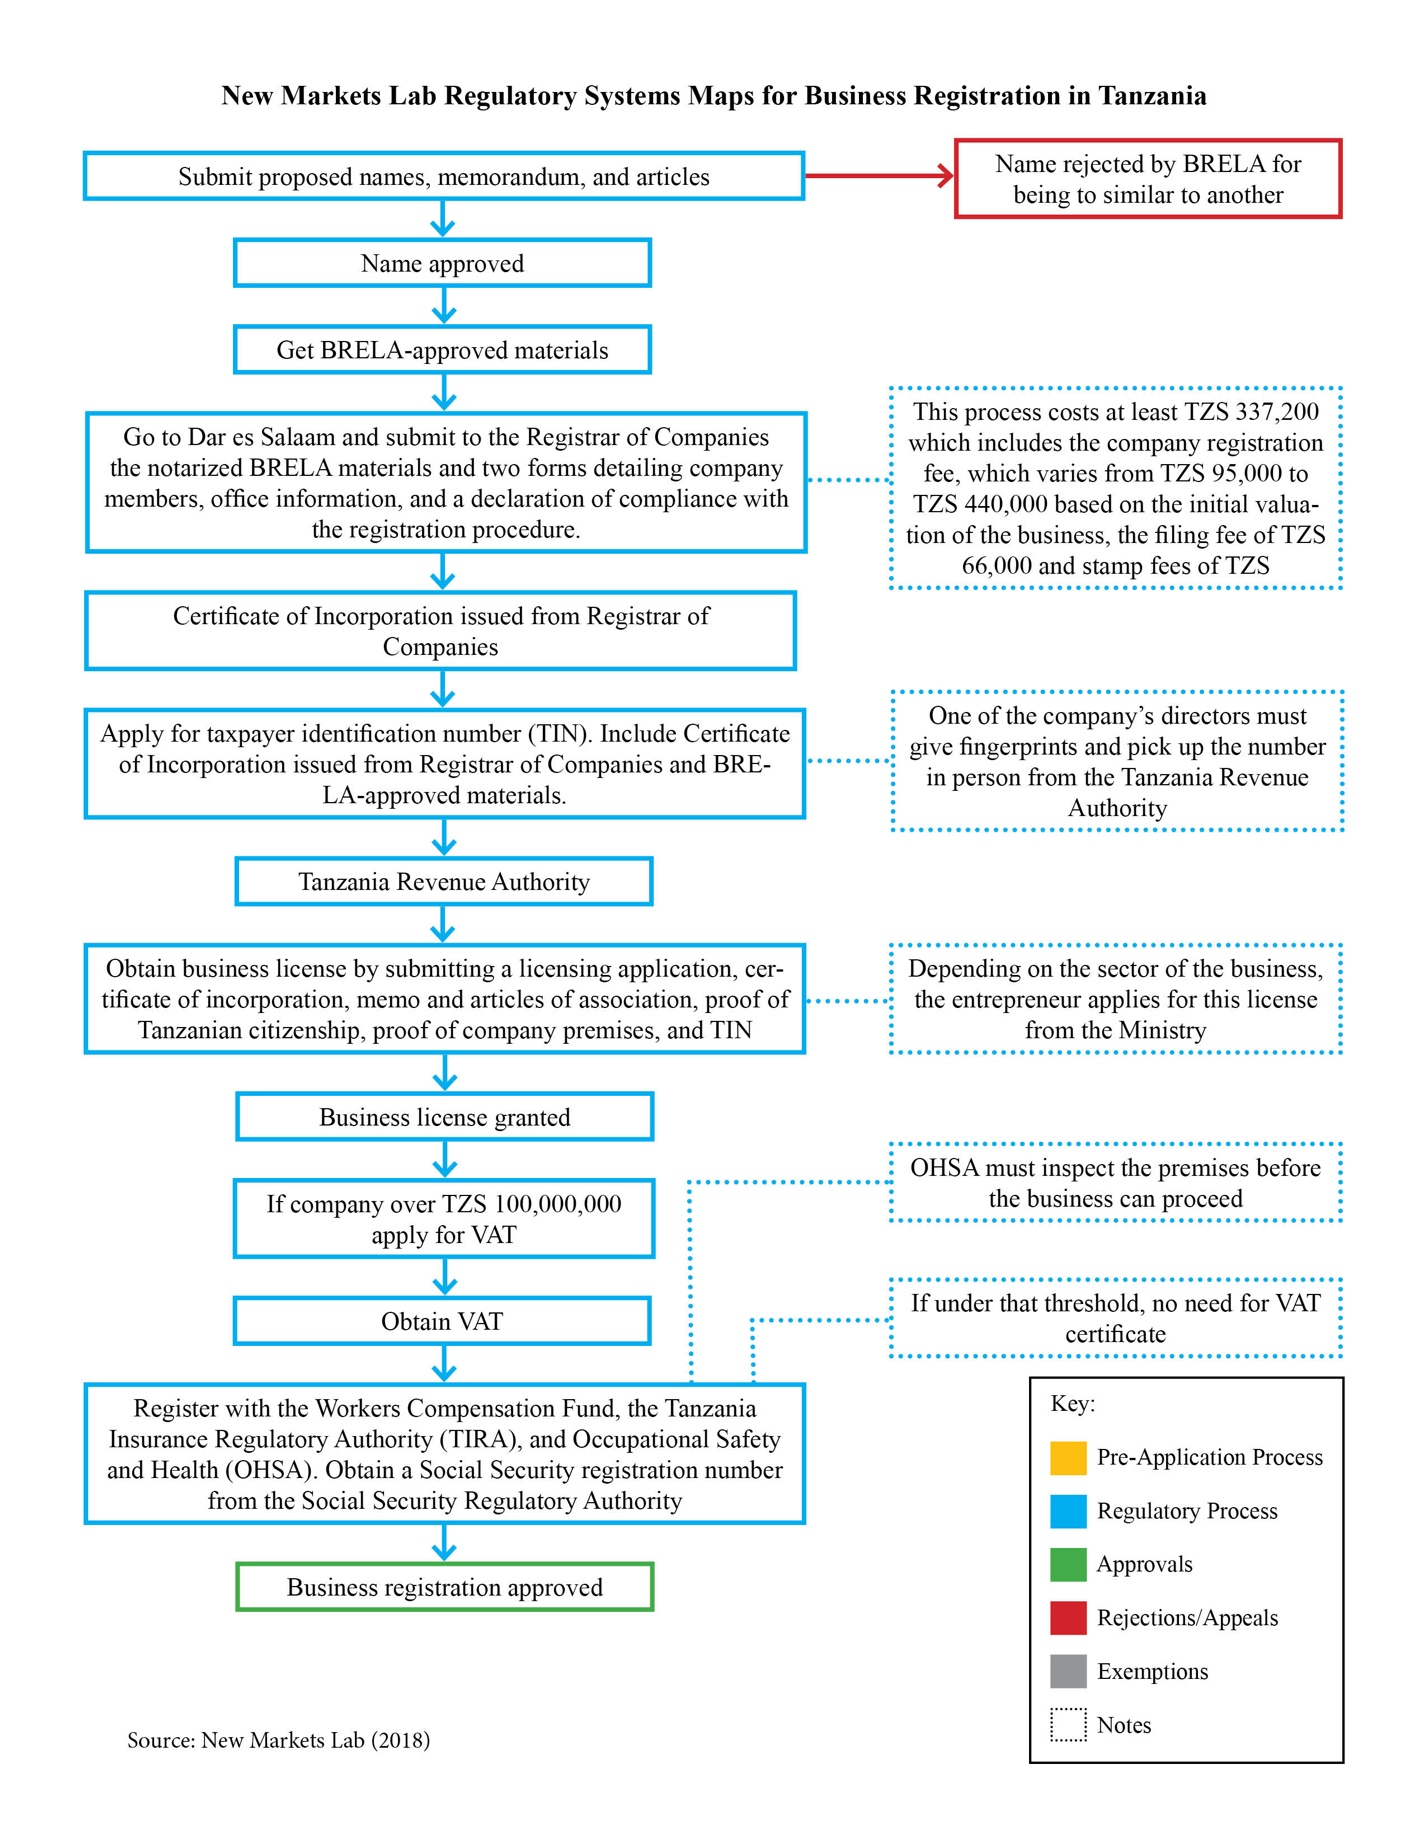 New Markets Lab Regulatory Systems Maps for Business Registration in Tanzania
Submit proposed names, memorandum, and articles
Name rejected by BRELA for
being to similar to another
Name approved
Get BRELA-approved materials
Go to Dar es Salaam and submit to the Registrar of Companies
the notarized BRELA materials and two forms detailing company
members, office information, and a declaration of compliance with
the registration procedure.
This process costs at least TZS 337,200
which includes the company registration
fee, which varies from TZS 95,000 to
TZS 440,000 based on the initial valua-
tion of the business, the filing fee of TZS
66,000 and stamp fees of TZS
Certificate of Incorporation issued from Registrar of
Companies
Apply for taxpayer identification number (TIN). Include Certificate
of Incorporation issued from Registrar of Companies and BRE-
LA-approved materials.
One of the company’s directors must
give fingerprints and pick up the number
in person from the Tanzania Revenue
Authority
Tanzania Revenue Authority
Obtain business license by submitting a licensing application, cer-
tificate of incorporation, memo and articles of association, proof of
Tanzanian citizenship, proof of company premises, and TIN
Depending on the sector of the business,
the entrepreneur applies for this license
from the Ministry
Business license granted
If company over TZS 100,000,000
apply for VAT
OHSA must inspect the premises before
the business can proceed
Obtain VAT
If under that threshold, no need for VAT
certificate
Register with the Workers Compensation Fund, the Tanzania
Insurance Regulatory Authority (TIRA), and Occupational Safety
and Health (OHSA). Obtain a Social Security registration number
from the Social Security Regulatory Authority
Business registration approved
Key:
Pre-Application Process
Regulatory Process
Approvals
Rejections/Appeals
Exemptions
Notes
Source: New Markets Lab (2018)